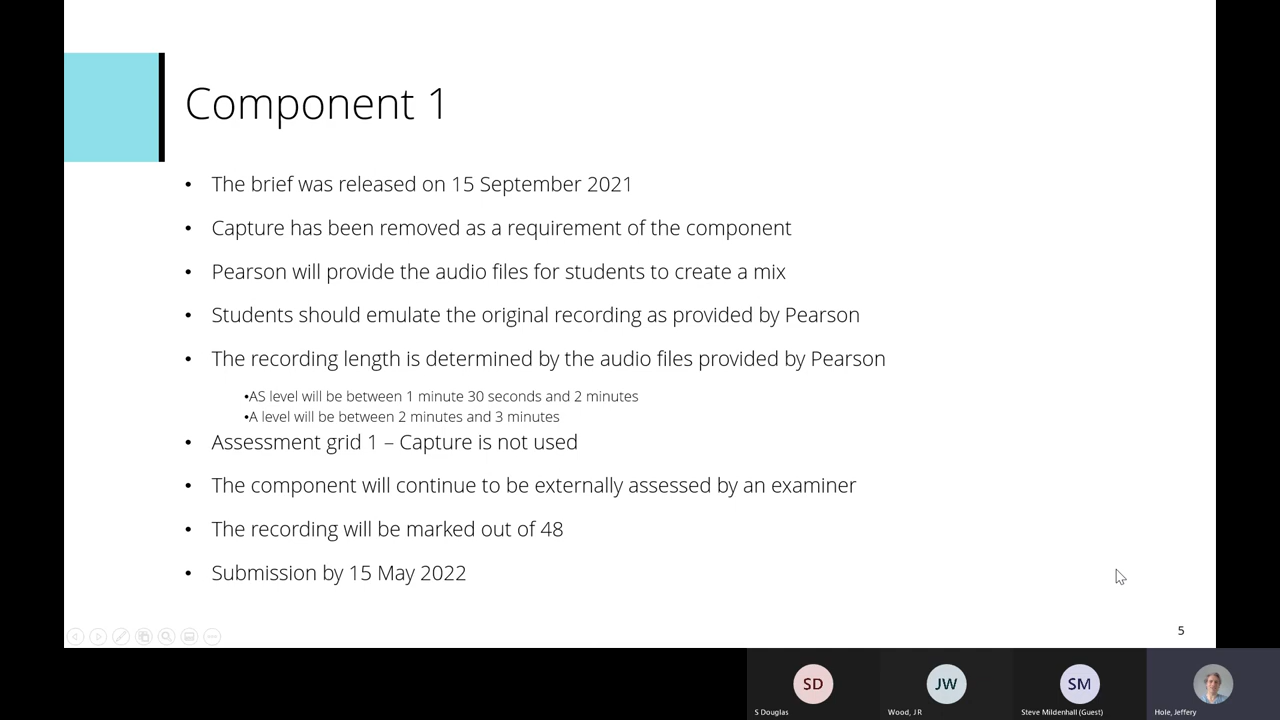 Component 1
• The brief was released on 15 September 2021
• Capture has been removed as a requirement of the component
• Pearson will provide the audio files for students to create a mix
• Students should emulate the original recording as provided by Pearson
• The recording length is determined by the audio files provided by Pearson
•AS level will be between 1 minute 30 seconds and 2 minutes
•A level will be between 2 minutes and 3 minutes
• Assessment grid 1 – Capture is not used
• The component will continue to be externally assessed by an examiner
• The recording will be marked out of 48
• Submission by 15 May 2022
5
SD JW SM
S Douglas Wood, JR Steve Mildenhall (Guest) Hole, Jeffery